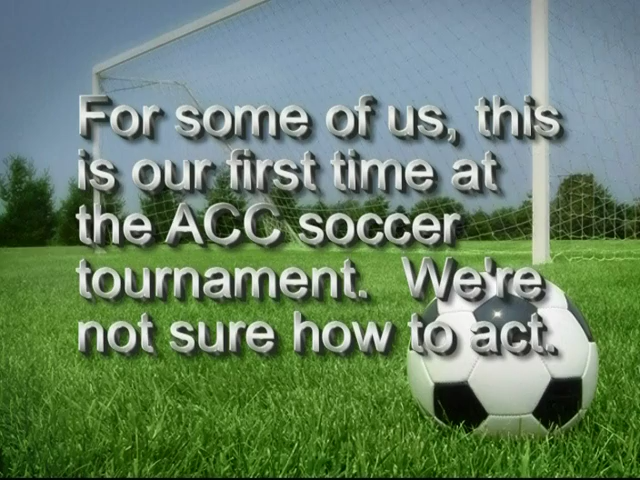 For some of us, this
is our first time at
the ACC soccer
tournament.  We're
not sure how to act.